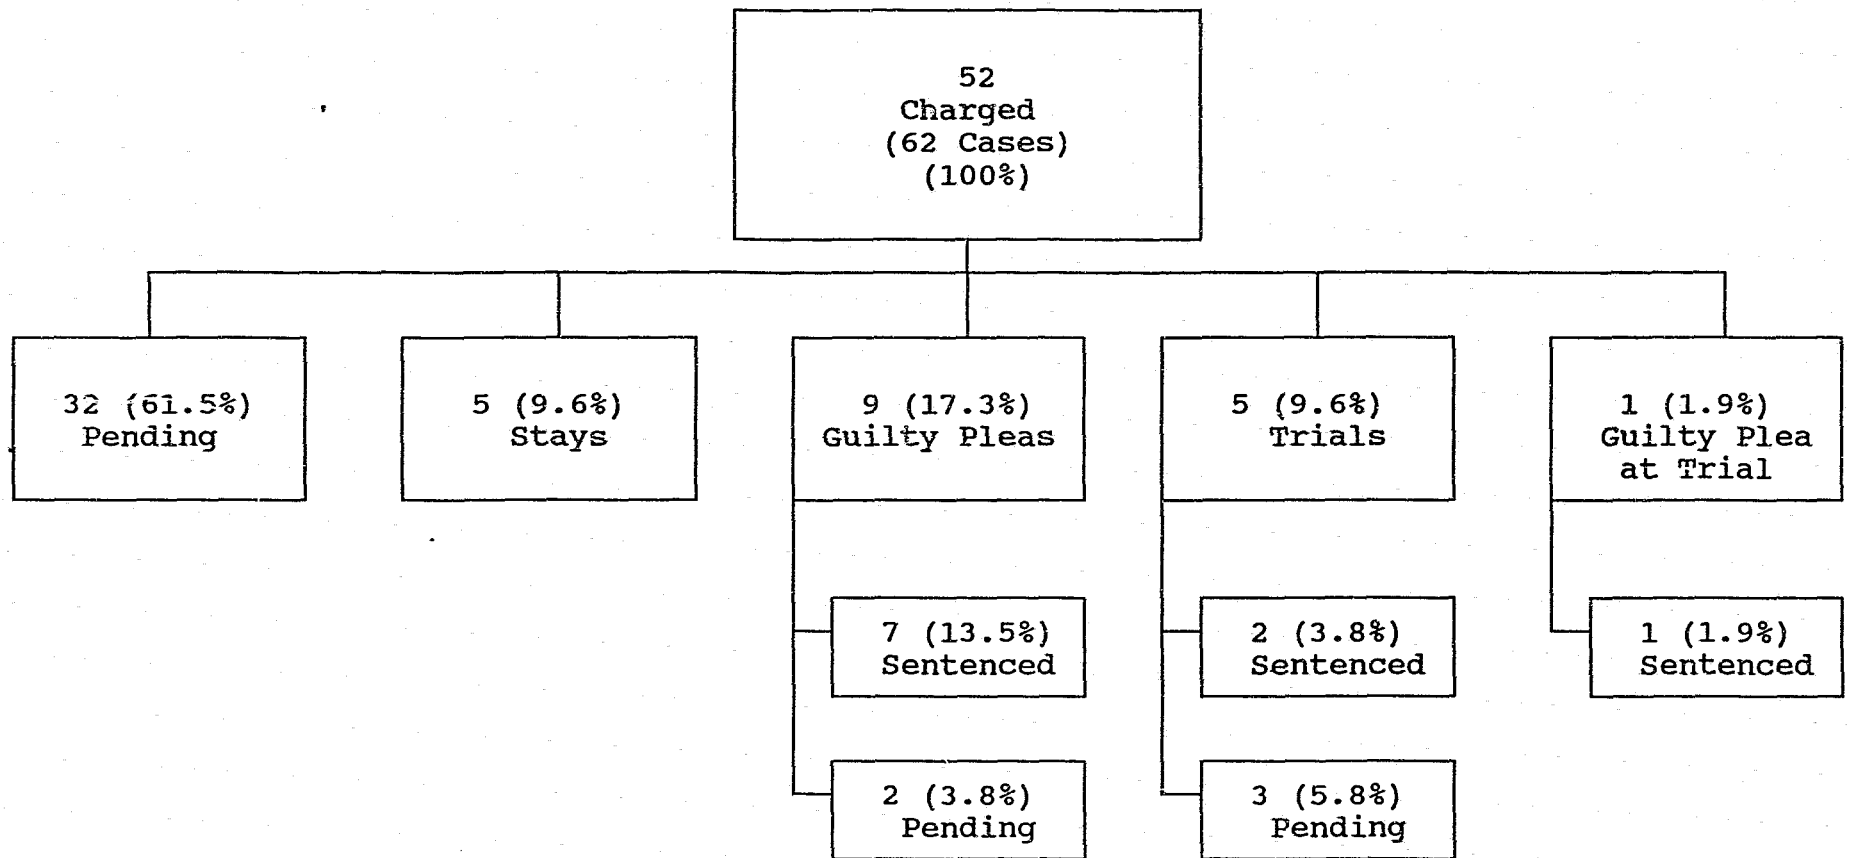 52
Charged
(62 Cases)
(100%)
32 (61.5%)
Pending
5 (9.6%)
Stays
9 (17.3%)
Guilty Pleas
5 (9.6%)
Trials
1 (1.9%)
Guilty Plea
at Trial
7 (13.5%)
Sentenced
2 (3.8%)
Sentenced
1 (1.9%)
Sentenced
2 (3.8%)
Pending
3 (5.8%)
Pending